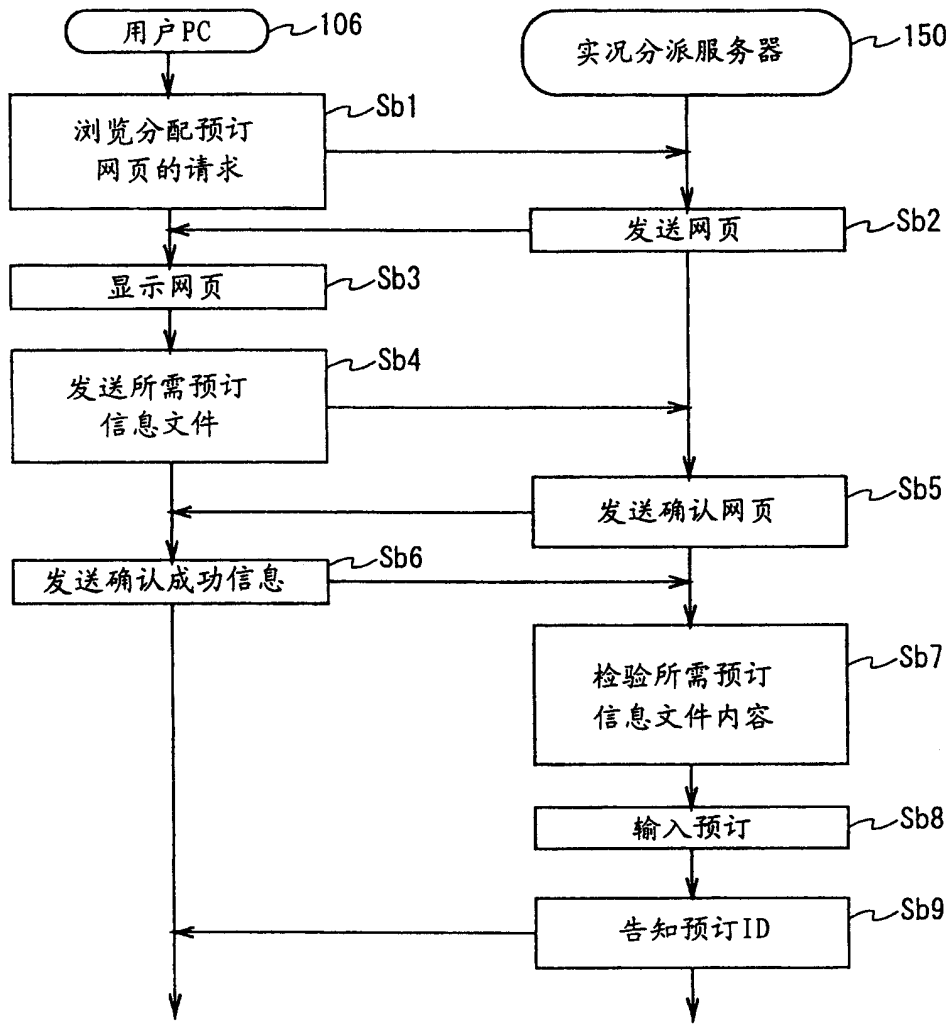 用户PC
106
实况分派服务器
150
浏览分配预订
网页的请求
Sb1
发送网页
Sb2
显示网页
Sb3
发送所需预订
信息文件
Sb4
发送确认网页
Sb5
发送确认成功信息
Sb6
检验所需预订
信息文件内容
Sb7
输入预订
Sb8
告知预订ID
Sb9